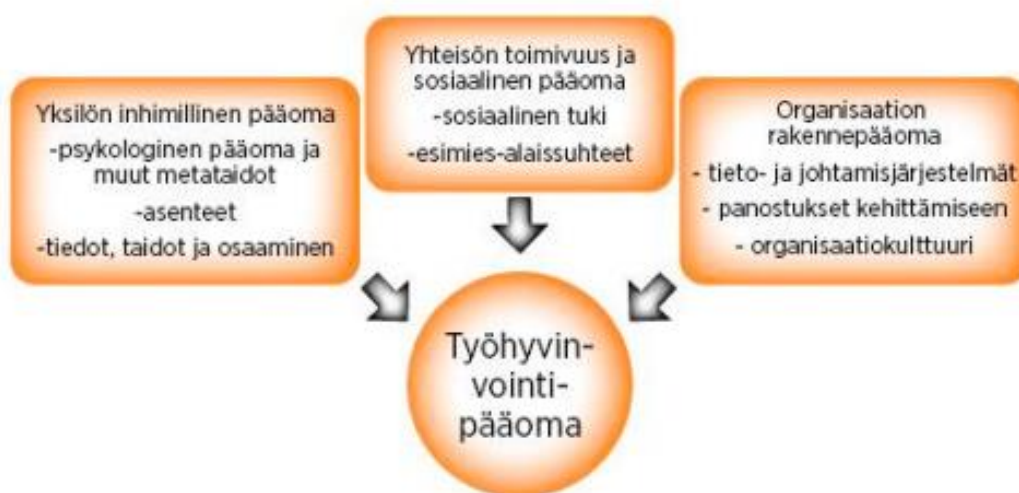 Yksilön inhimillinen pääoma
-psykologinen pääoma ja
muut metataidot
-asenteet
-tiedot, taidot ja osaaminen
Yhteisön toimivuus ja
sosiaalinen pääoma
-sosiaalinen tuki
-esimies-alaissuhteet
Organisaation
rakennepääoma
- tieto- ja johtamisjärjestelmät
- panostukset kehittämiseen
- organisaatiokulttuuri
Työhyvin-
vointi-
pääoma